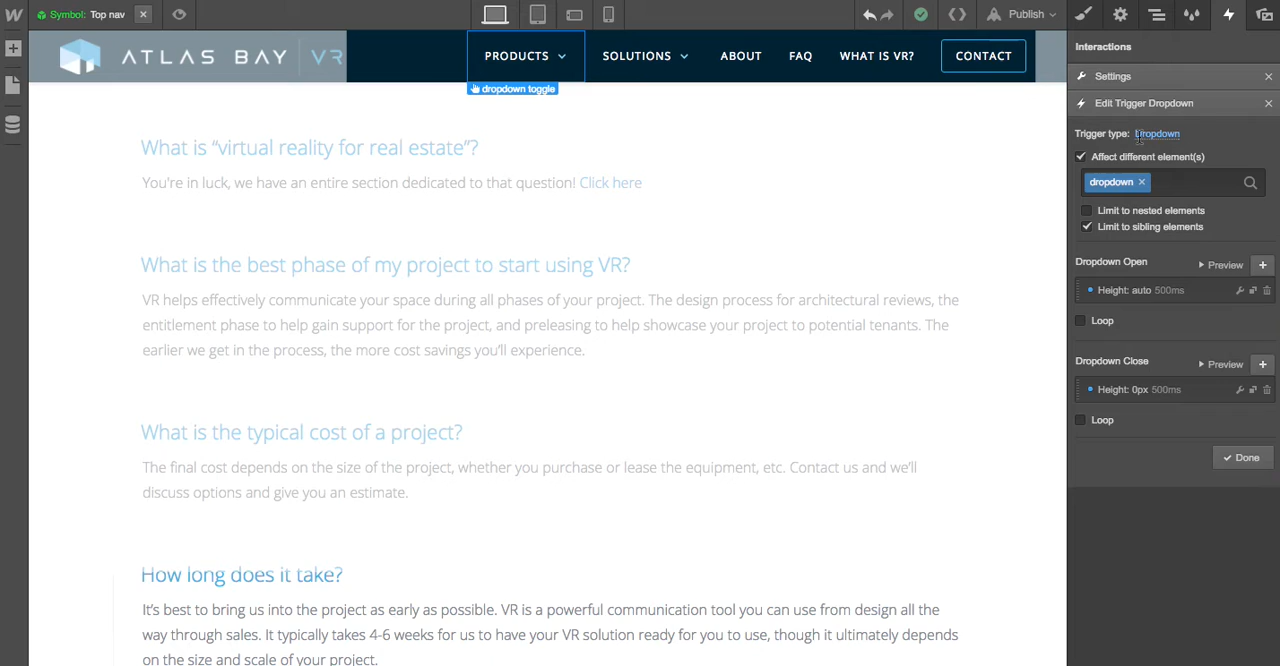 W Symbol: Top nav
Publish
ATLAS BAY VR
PRODUCTS SOLUTIONS ABOUT FAQ WHAT IS VR? CONTACT
dropdown toggle
What is “virtual reality for real estate”?
You're in luck, we have an entire section dedicated to that question! Click here
What is the best phase of my project to start using VR?
VR helps effectively communicate your space during all phases of your project. The design process for architectural reviews, the
entitlement phase to help gain support for the project, and preleasing to help showcase your project to potential tenants. The
earlier we get in the process, the more cost savings you’ll experience.
What is the typical cost of a project?
The final cost depends on the size of the project, whether you purchase or lease the equipment, etc. Contact us and we’ll
discuss options and give you an estimate.
How long does it take?
It’s best to bring us into the project as early as possible. VR is a powerful communication tool you can use from design all the
way through sales. It typically takes 4-6 weeks for us to have your VR solution ready for you to use, though it ultimately depends
on the size and scale of your project.
Interactions
Settings
Edit Trigger Dropdown
Trigger type: Dropdown
Affect different element(s)
dropdown
Limit to nested elements
Limit to sibling elements
Dropdown Open Preview
Height: auto 500ms
Loop
Dropdown Close Preview
Height: 0px 500ms
Loop
Done